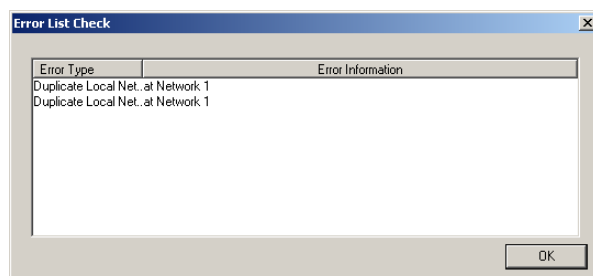 Error List Check
Error Type Error Information
Duplicate Local Net.. at Network 1
Duplicate Local Net.. at Network 1
OK